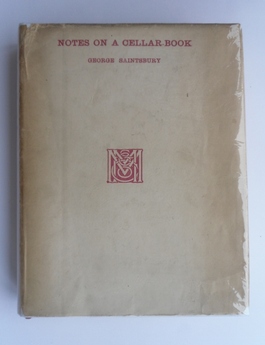 NOTES ON A CELLAR-BOOK
GEORGE SAINTSBURY